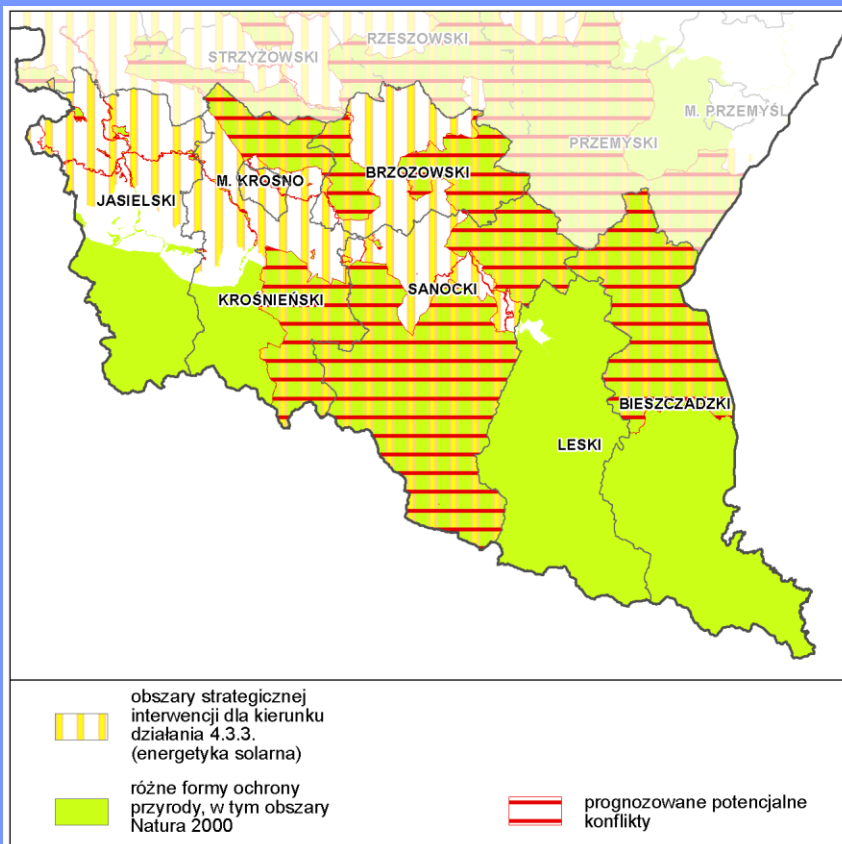 RZESZOWSKI
STRZYŻOWSKI
M. PRZEMYŚL
PRZEMYSKI
BRZOZOWSKI
M. KROSNO
JASIELSKI
SANOCKI
KROŚNIEŃSKI
BIESZCZADZKI
LESKI
obszary strategicznej
interwencji dla kierunku
działania 4.3.3.
(energetyka solarna)
różne formy ochrony
przyrody, w tym obszary
Natura 2000
prognozowane potencjalne
konflikty